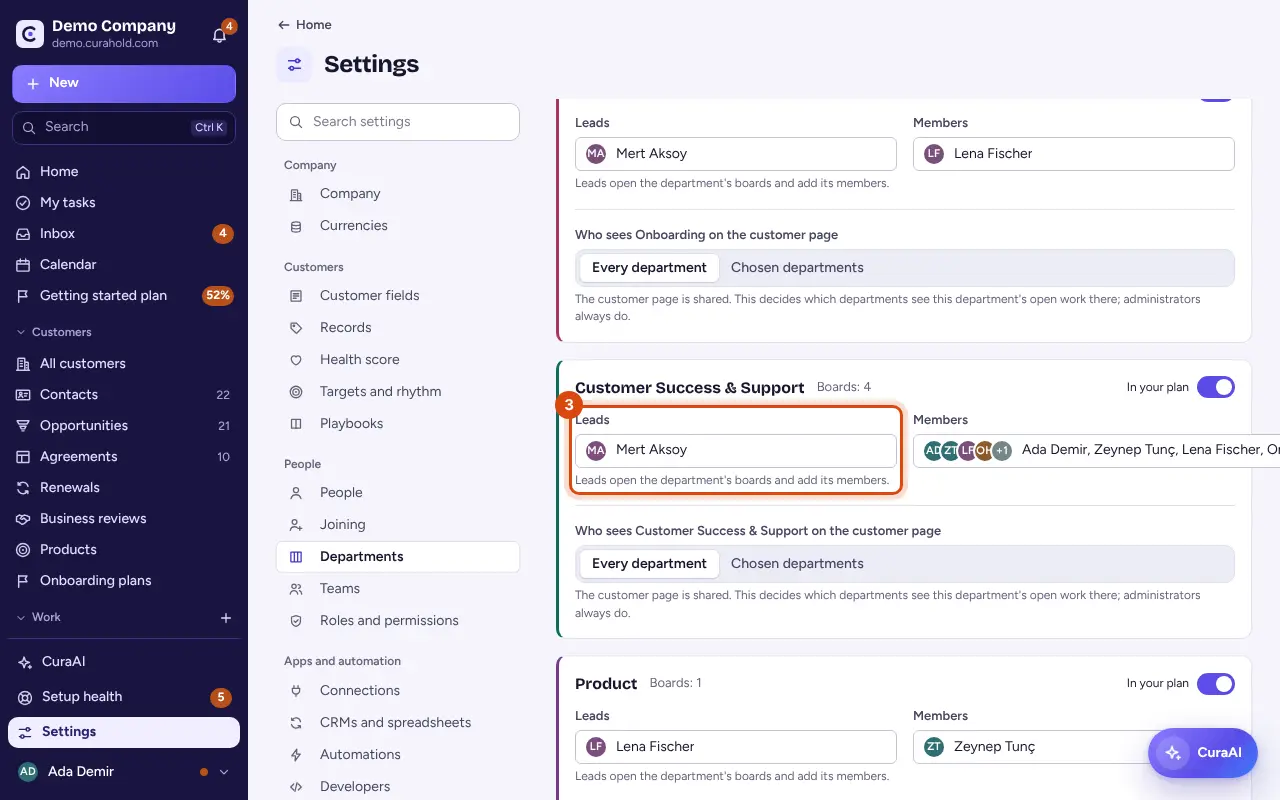 Demo Company
demo.curahold.com
4
New
Search
Ctrl K
Home
My tasks
Inbox
4
Calendar
Getting started plan
52%
Customers
All customers
Contacts
22
Opportunities
21
Agreements
10
Renewals
Business reviews
Products
Onboarding plans
Work
CuraAI
Setup health
5
Settings
AD
Ada Demir
Home
Settings
Search settings
Company
Company
Currencies
Customers
Customer fields
Records
Health score
Targets and rhythm
Playbooks
People
People
Joining
Departments
Teams
Roles and permissions
Apps and automation
Connections
CRMs and spreadsheets
Automations
Developers
Leads
MA
Mert Aksoy
Leads open the department's boards and add its members.
Members
LF
Lena Fischer
Who sees Onboarding on the customer page
Every department
Chosen departments
The customer page is shared. This decides which departments see this department's open work there; administrators
always do.
Customer Success & Support
Boards: 4
In your plan
3
Leads
MA
Mert Aksoy
Leads open the department's boards and add its members.
Members
AD
ZT
LF
OH
+1
Ada Demir, Zeynep Tunç, Lena Fischer,
Who sees Customer Success & Support on the customer page
Every department
Chosen departments
The customer page is shared. This decides which departments see this department's open work there; administrators
always do.
Product
Boards: 1
In your plan
Leads
LF
Lena Fischer
Leads open the department's boards and add its members.
Members
ZT
Zeynep Tunç
CuraAI